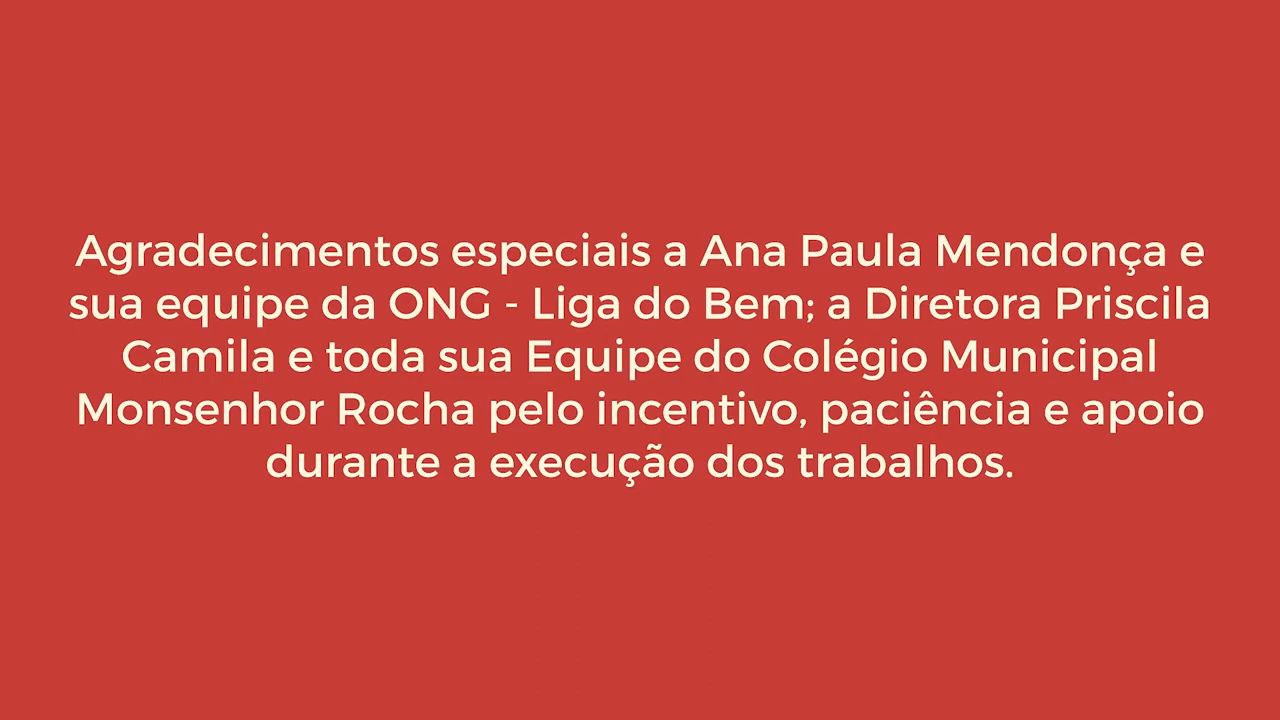 Agradecimentos especiais a Ana Paula Mendonça e
sua equipe da ONG - Liga do Bem; a Diretora Priscila
Camila e toda sua Equipe do Colégio Municipal
Monsenhor Rocha pelo incentivo, paciência e apoio
durante a execução dos trabalhos.